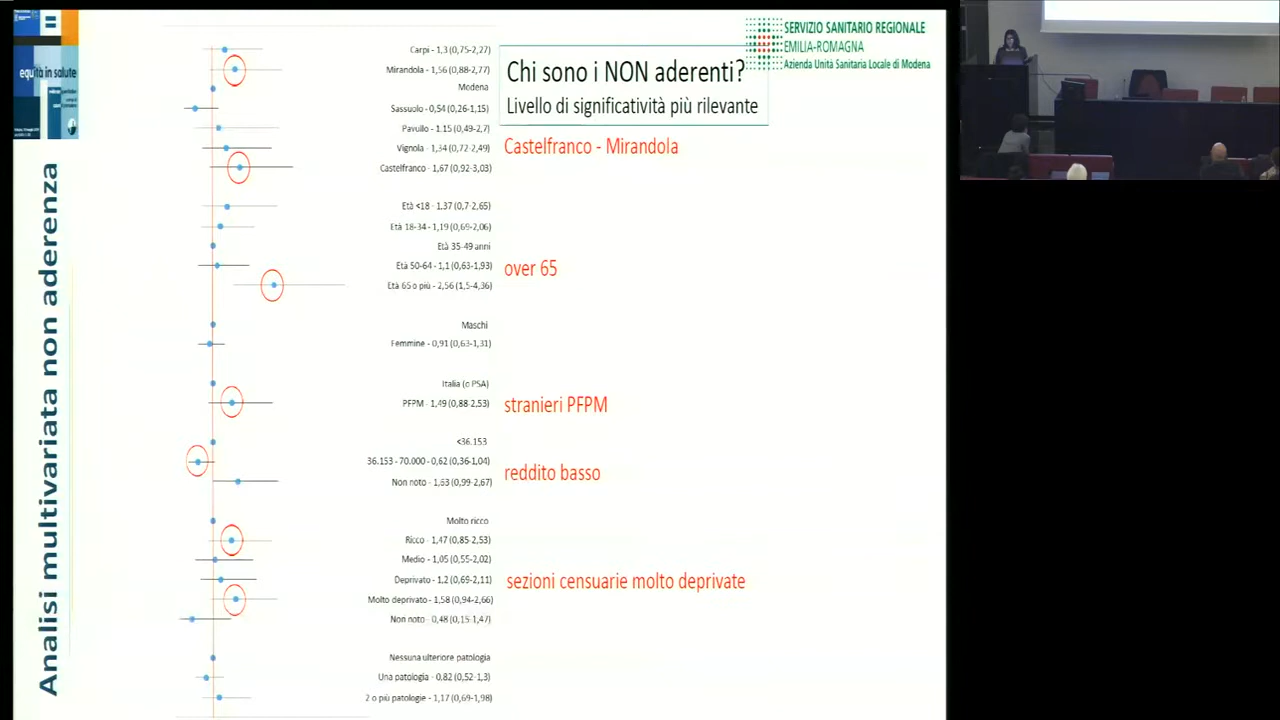 equità in salute
Analisi multivariata non aderenza
SERVIZIO SANITARIO REGIONALE
EMILIA-ROMAGNA
Azienda Unità Sanitaria Locale di Modena
Chi sono i NON aderenti?
Livello di significatività più rilevante
Carpi - 1,3 (0,75-2,27)
Mirandola - 1,56 (0,88-2,77)
Modena
Sassuolo - 0,54 (0,26-1,15)
Pavullo - 1.15 (0,49-2,7)
Vignola - 1,34 (0,72-2,49)
Castelfranco - 1,67 (0,92-3,03)
Castelfranco - Mirandola
Età <18 - 1,37 (0,7-2,65)
Età 18-34 - 1,19 (0,69-2,06)
Età 35-49 anni
Età 50-64 - 1,1 (0,63-1,93)
Età 65 o più - 2,56 (1,5-4,36)
over 65
Maschi
Femmine - 0,91 (0,63-1,31)
Italia (o PSA)
PFPM - 1,49 (0,88-2,53)
stranieri PFPM
<36.153
36.153 - 70.000 - 0,62 (0,36-1,04)
Non noto - 1,63 (0,99-2,67)
reddito basso
Molto ricco
Ricco - 1,47 (0,85-2,53)
Medio - 1,05 (0,55-2,02)
Deprivato - 1,2 (0,69-2,11)
Molto deprivato - 1,58 (0,94-2,66)
Non noto - 0,48 (0,15-1,47)
sezioni censuarie molto deprivate
Nessuna ulteriore patologia
Una patologia - 0,82 (0,52-1,3)
2 o più patologie - 1,17 (0,69-1,98)